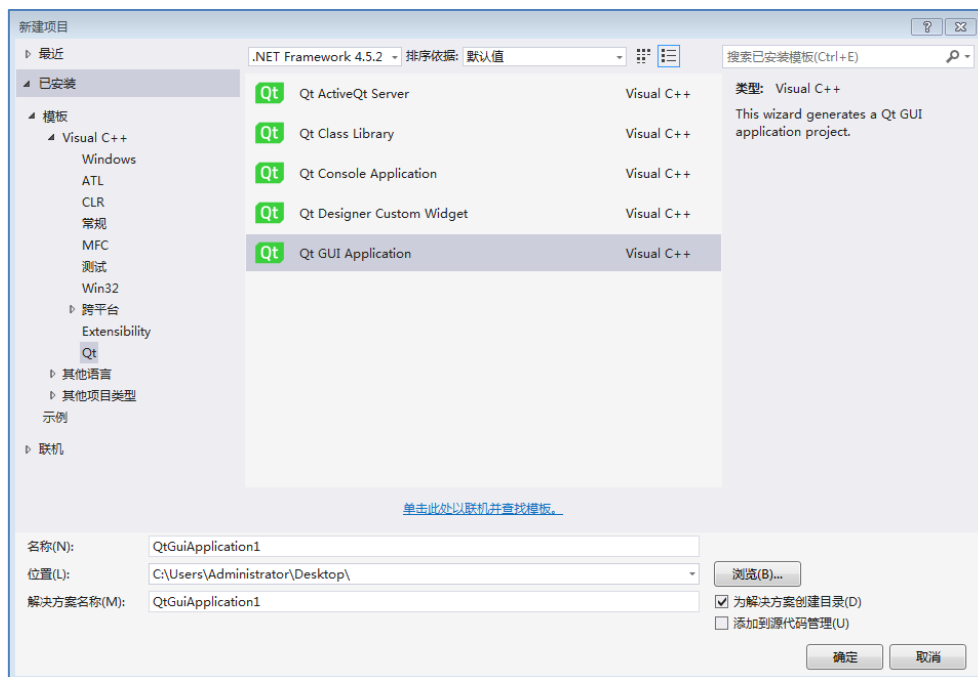 新建项目
最近
已安装
模板
Visual C++
Windows
ATL
CLR
常规
MFC
测试
Win32
跨平台
Extensibility
Qt
其他语言
其他项目类型
示例
联机
.NET Framework 4.5.2 排序依据: 默认值
Qt Qt ActiveQt Server Visual C++
Qt Qt Class Library Visual C++
Qt Qt Console Application Visual C++
Qt Qt Designer Custom Widget Visual C++
Qt Qt GUI Application Visual C++
单击此处以联机并查找模板。
搜索已安装模板(Ctrl+E)
类型: Visual C++
This wizard generates a Qt GUI
application project.
名称(N): QtGuiApplication1
位置(L): C:\Users\Administrator\Desktop\ 浏览(B)...
解决方案名称(M): QtGuiApplication1 为解决方案创建目录(D)
添加到源代码管理(U)
确定 取消